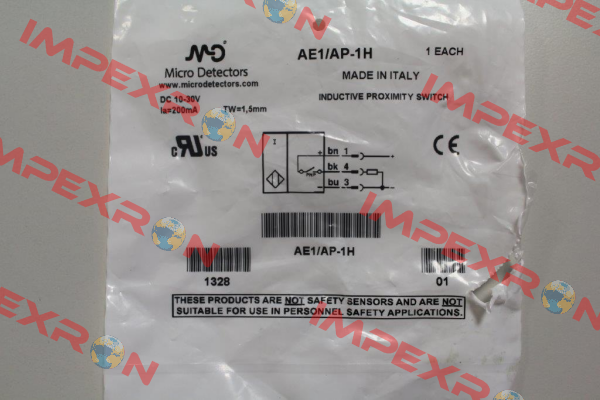 MD
Micro Detectors
www.microdetectors.com
DC 10-30V
Ia=200mA TW=1,5mm
AE1/AP-1H
1 EACH
MADE IN ITALY
INDUCTIVE PROXIMITY SWITCH
c RU US
CE
I
+ bn 1 +
bk 4
- bu 3 -
AE1/AP-1H
1328
01
THESE PRODUCTS ARE NOT SAFETY SENSORS AND ARE NOT
SUITABLE FOR USE IN PERSONNEL SAFETY APPLICATIONS.
IMPEXRON
IMPEXRON
IMPEXRON
IMPEXRON
IMPEXRON
IMPEXRON